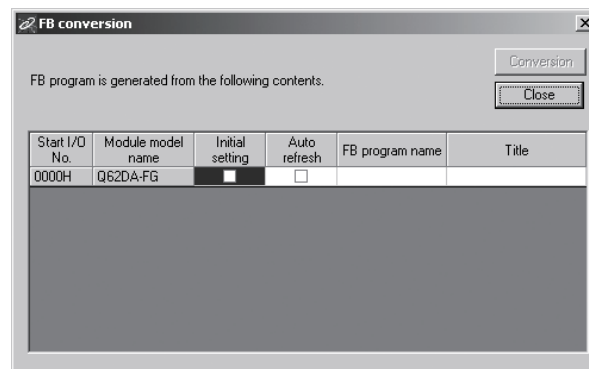 FB conversion
Conversion
FB program is generated from the following contents.
Close
Start I/O No. Module model name Initial setting Auto refresh FB program name Title
0000H Q62DA-FG